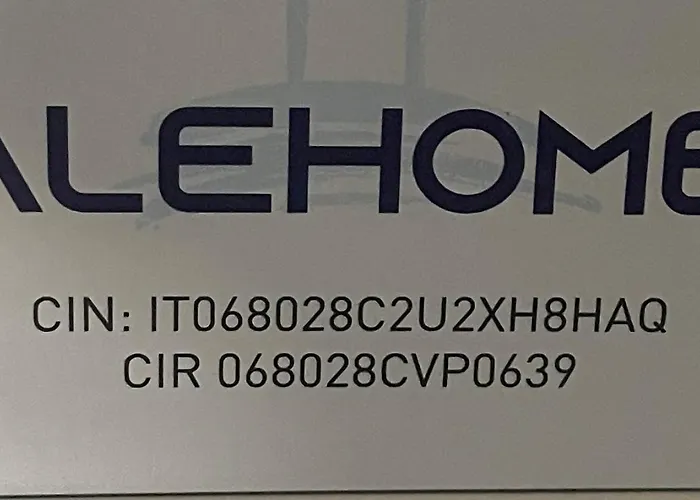 ALEHOME
CIN: IT068028C2U2XH8HAQ
CIR 068028CVP0639